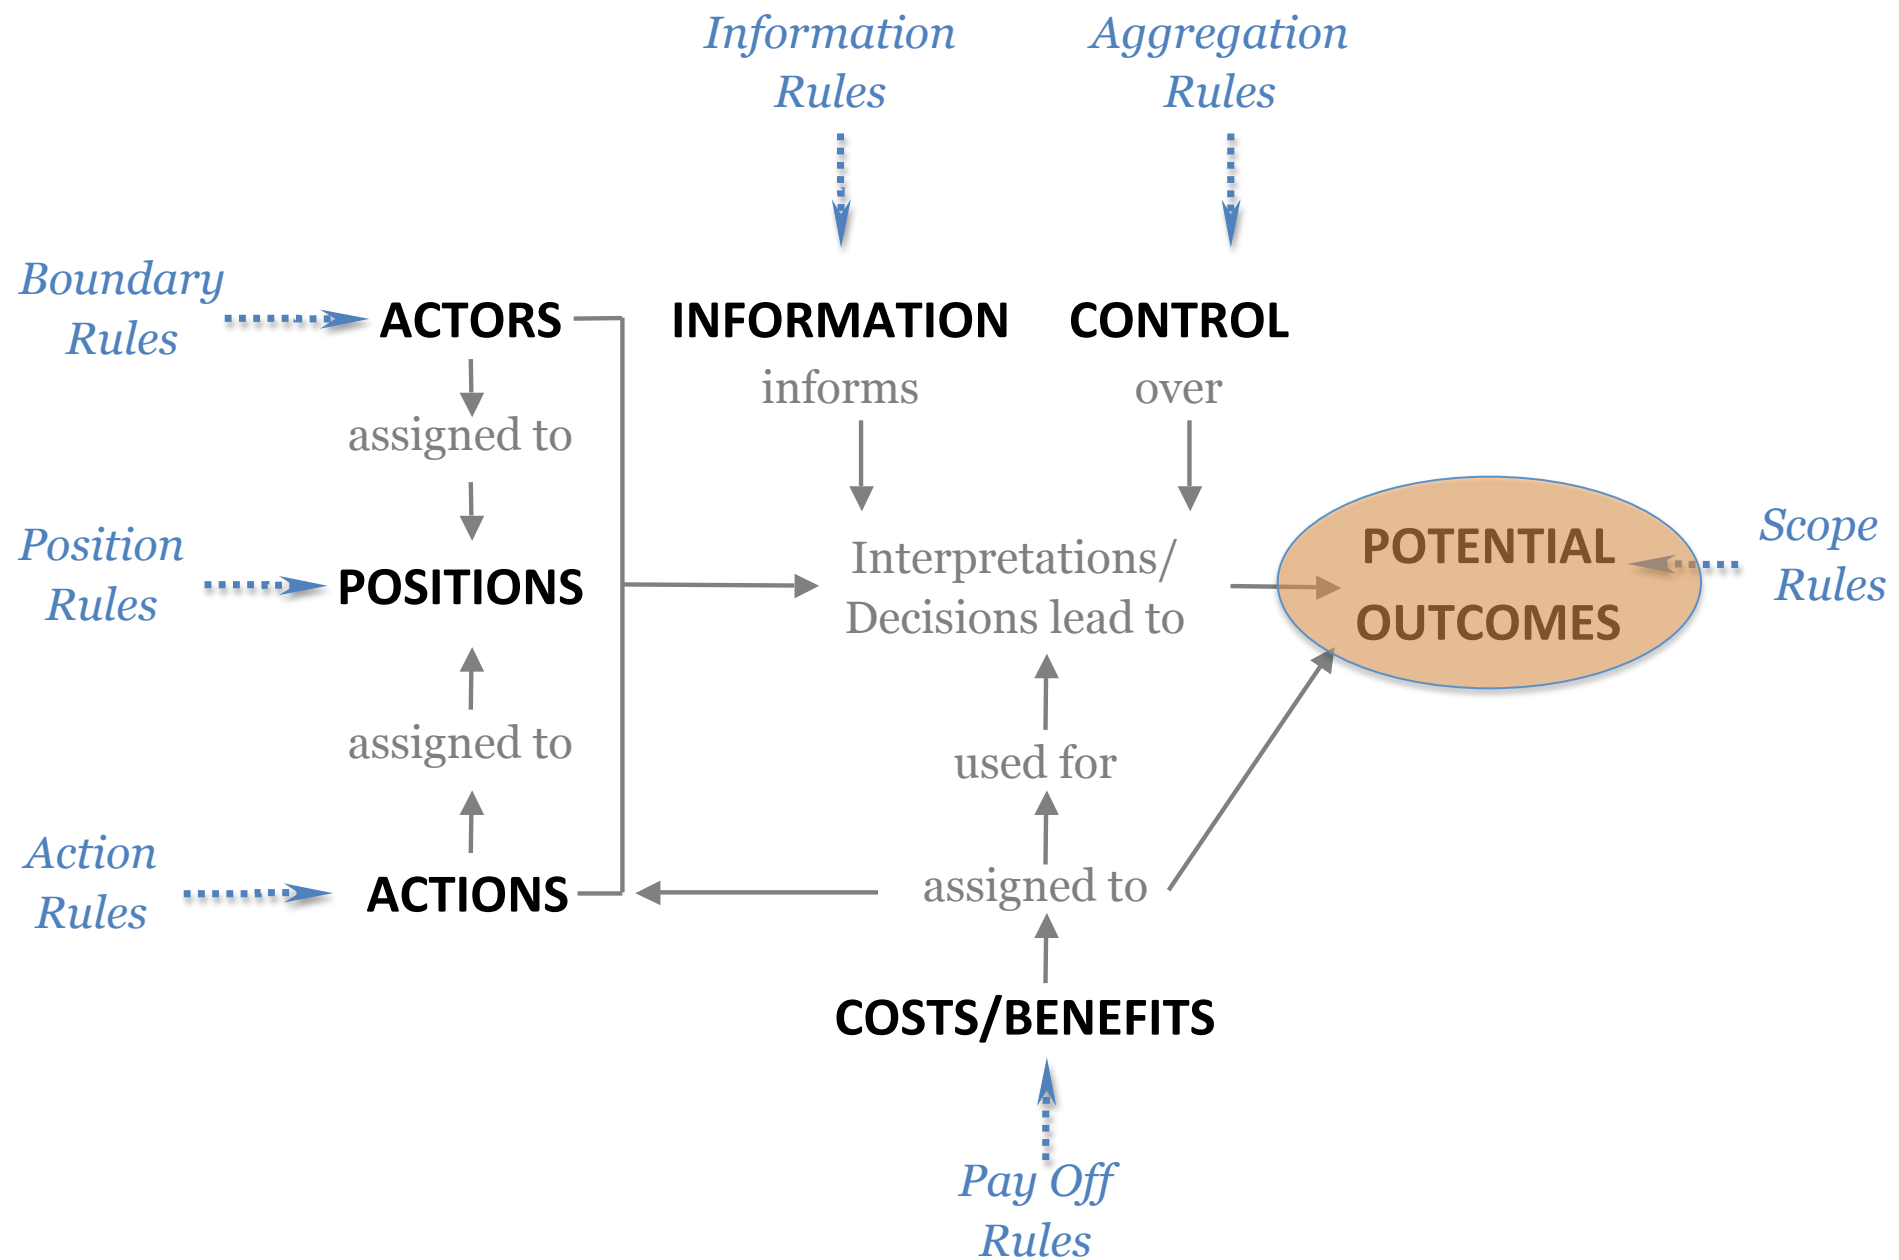 Information
Rules
Aggregation
Rules
Boundary
Rules
ACTORS
INFORMATION
CONTROL
informs
over
assigned to
Position
Rules
POSITIONS
Interpretations/
Decisions lead to
POTENTIAL
OUTCOMES
Scope
Rules
assigned to
used for
Action
Rules
ACTIONS
assigned to
COSTS/BENEFITS
Pay Off
Rules